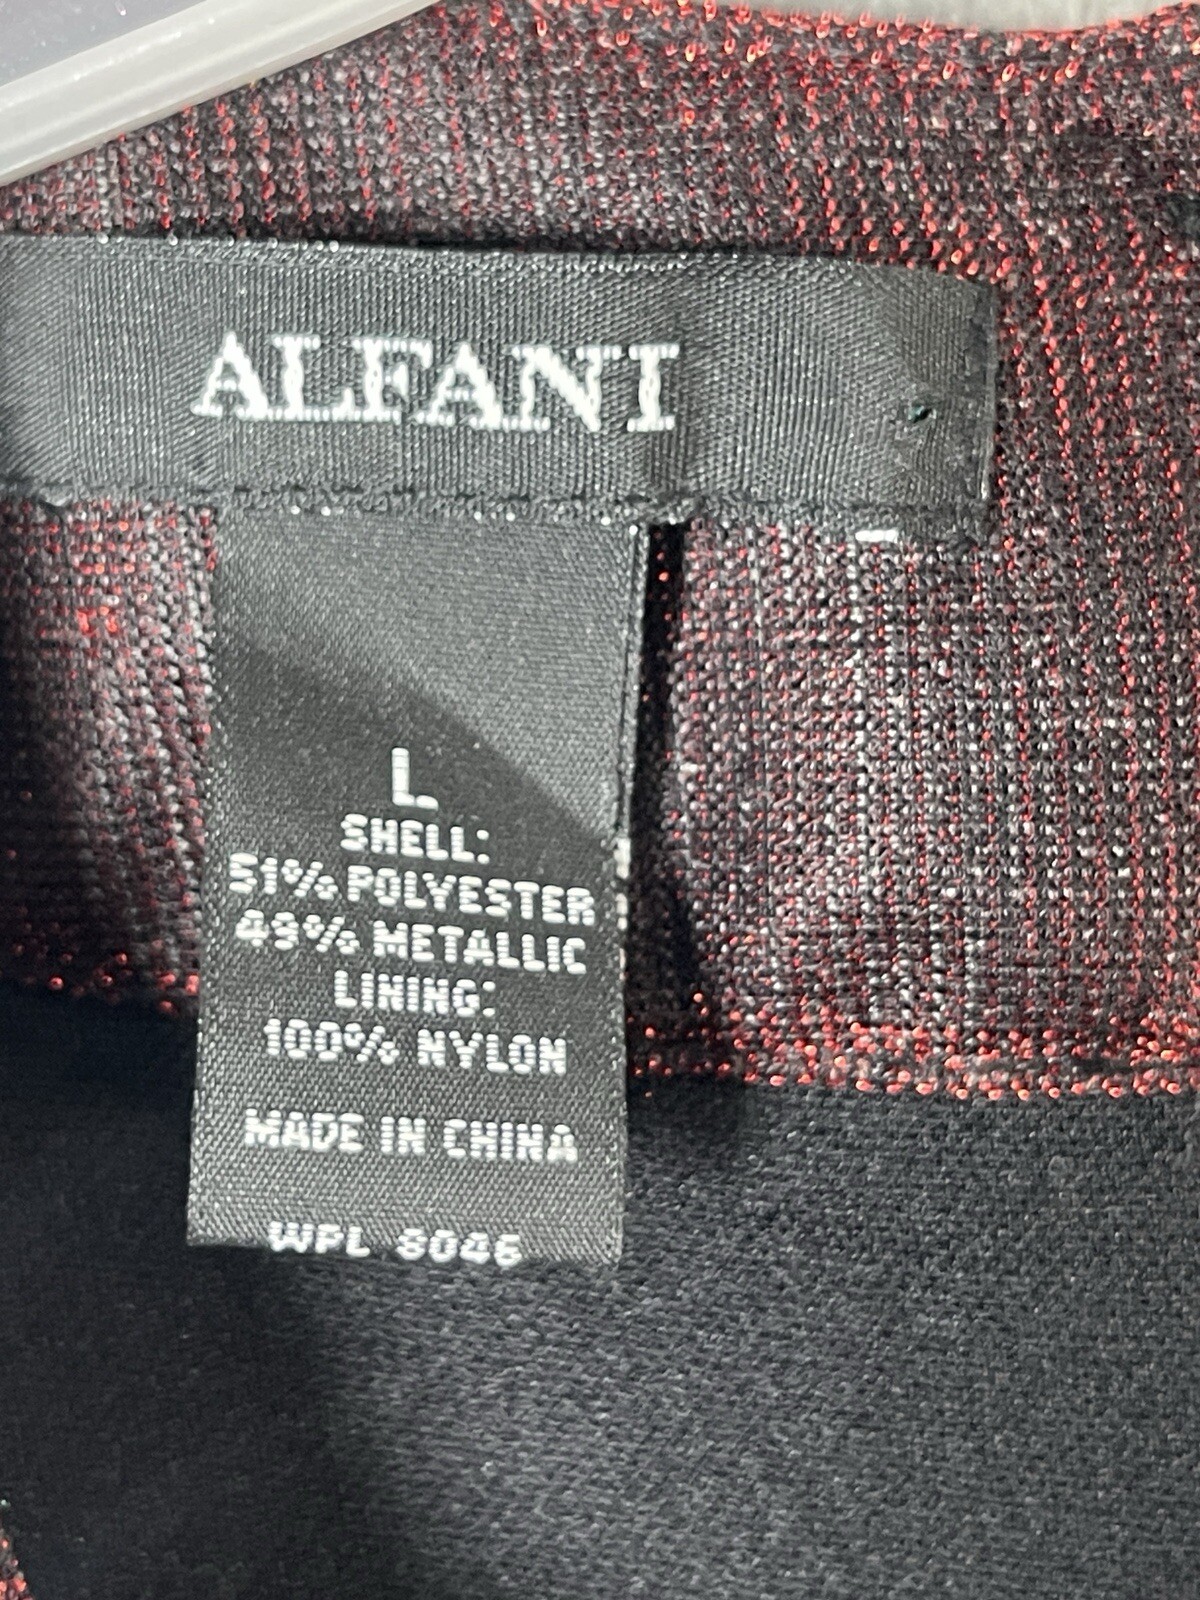 ALFANI
L
SHELL:
51% POLYESTER
49% METALLIC
LINING:
100% NYLON
MADE IN CHINA
WPL 8046